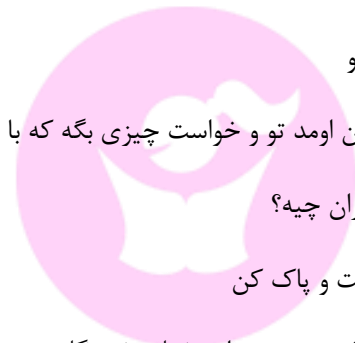 و
ن اومد تو و خواست چیزی بگه که با
ران چیه؟
ت و پاک کن